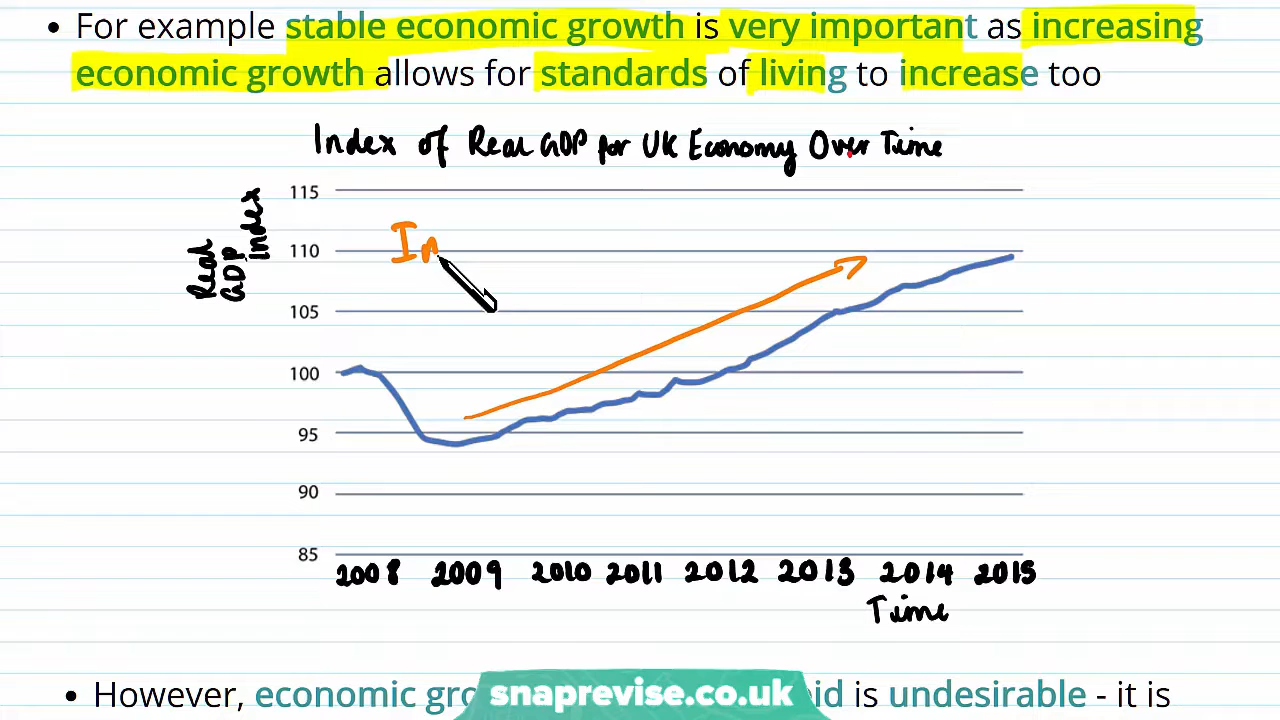 • For example stable economic growth is very important as increasing
economic growth allows for standards of living to increase too
Index of Real GDP for UK Economy Over Time
Real
GDP
Index
115
110
105
100
95
90
85
In
2008 2009 2010 2011 2012 2013 2014 2015
Time
• However, economic gro id is undesirable - it is
snaprevise.co.uk